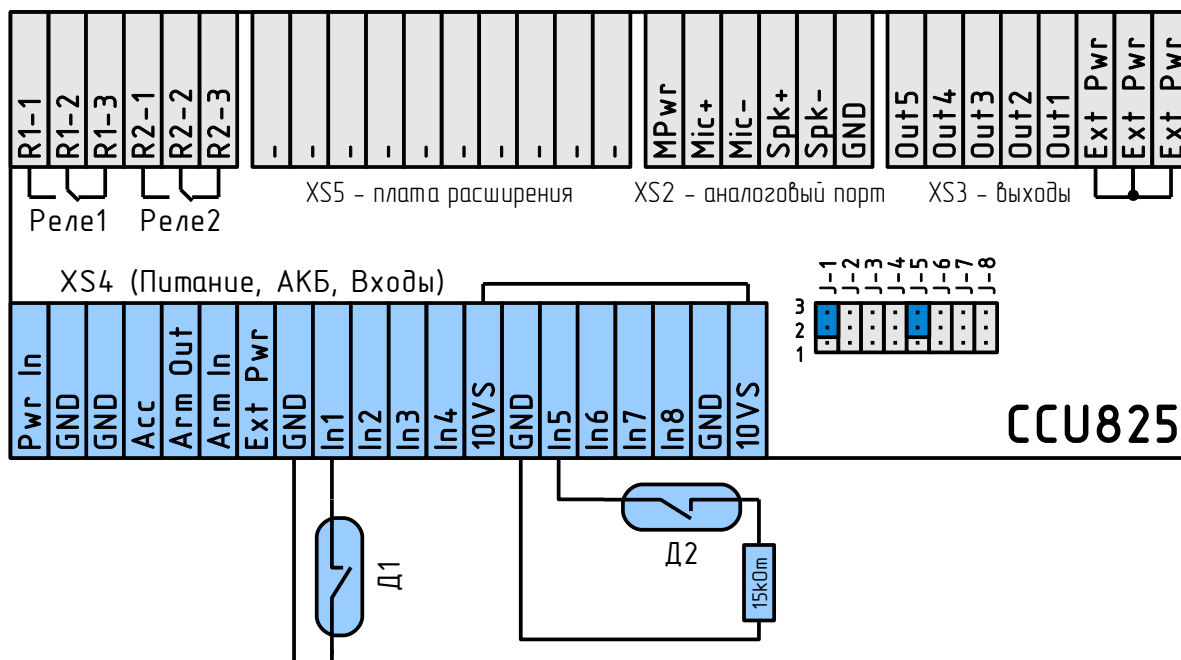 R1-1
R1-2
R1-3
R2-1
R2-2
R2-3
-
-
-
-
-
-
-
-
-
-
MPwr
Mic+
Mic-
Spk+
Spk-
GND
Out5
Out4
Out3
Out2
Out1
Ext Pwr
Ext Pwr
Ext Pwr
Реле1
Реле2
XS5 - плата расширения
XS2 - аналоговый порт
XS3 - выходы
XS4 (Питание, АКБ, Входы)
J-1
J-2
J-3
J-4
J-5
J-6
J-7
J-8
3
2
1
Pwr In
GND
GND
Acc
Arm Out
Arm In
Ext Pwr
GND
In1
In2
In3
In4
10VS
GND
In5
In6
In7
In8
GND
10VS
CCU825
Д1
Д2
15kOm